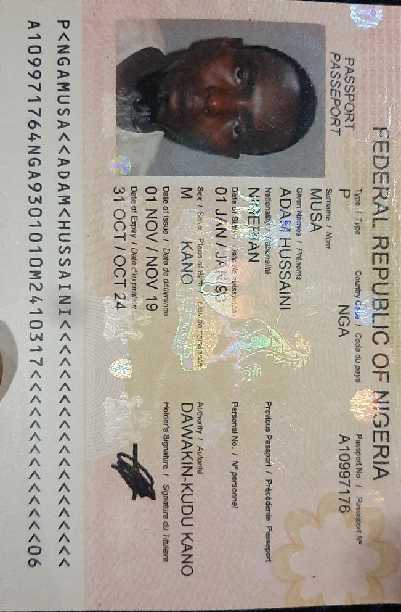 FEDERAL REPUBLIC OF NIGERIA
PASSPORT
PASSEPORT
Type / Type
P
Country Code / Code du pays
NGA
Passport No. / Passeport Nº
A10997176
Surname / Nom
MUSA
Given Names / Prénoms
ADAM HUSSAINI
Previous Passport / Précédente Passeport
Nationality / Nationalité
NIGERIAN
Date of Birth / Date de naissance
01 JAN / JAN 93
Personal No. / Nº personnel
Sex / Sexe Place of Birth / Lieu de naissance
M KANO
Authority / Autorité
DAWAKIN-KUDU KANO
Date of Issue / Date de délivrance
01 NOV / NOV 19
Holder's Signature / Signature du Titulaire
Date of Expiry / Date d'expiration
31 OCT / OCT 24
P<NGAMUSA<<ADAM<HUSSAINI<<<<<<<<<<<<<<<<<<<<
A109971764NGA9301010M2410317<<<<<<<<<<<<<<06